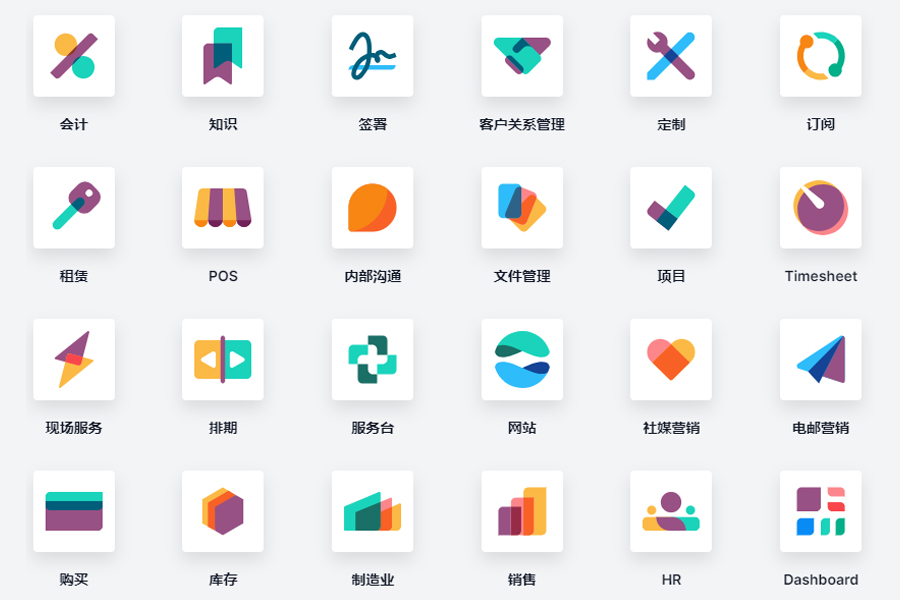 会计
知识
签署
客户关系管理
定制
订阅
租赁
POS
内部沟通
文件管理
项目
Timesheet
现场服务
排期
服务台
网站
社媒营销
电邮营销
购买
库存
制造业
销售
HR
Dashboard